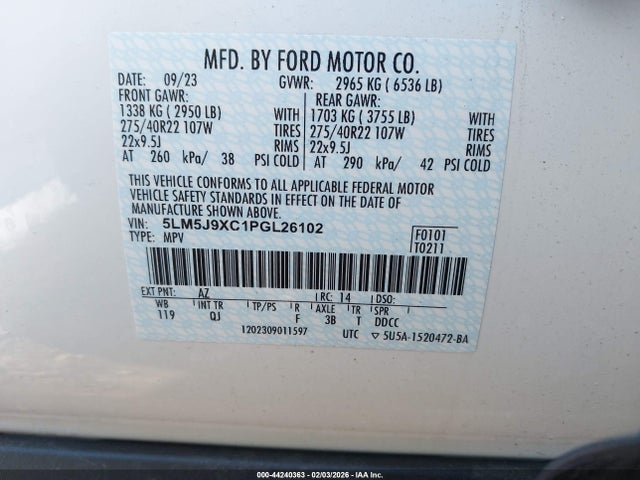 MFD. BY FORD MOTOR CO.
DATE: 09/23 GVWR: 2965 KG ( 6536 LB)
FRONT GAWR: REAR GAWR:
1338 KG ( 2950 LB) WITH 1703 KG ( 3755 LB) WITH
275/40R22 107W TIRES 275/40R22 107W TIRES
22x9.5J RIMS 22x9.5J RIMS
AT 260 kPa/ 38 PSI COLD AT 290 kPa/ 42 PSI COLD
THIS VEHICLE CONFORMS TO ALL APPLICABLE FEDERAL MOTOR
VEHICLE SAFETY STANDARDS IN EFFECT ON THE DATE OF
MANUFACTURE SHOWN ABOVE.
VIN: 5LM5J9XC1PGL26102 F0101
TYPE: MPV T0211
EXT PNT: AZ RC: 14 DSO:
WB INT TR TP/PS R AXLE TR SPR
119 QJ F 3B T DDCC
1202309011597 UTC ▽ 5U5A-1520472-BA
000-44240363 - 02/03/2026 - IAA Inc.